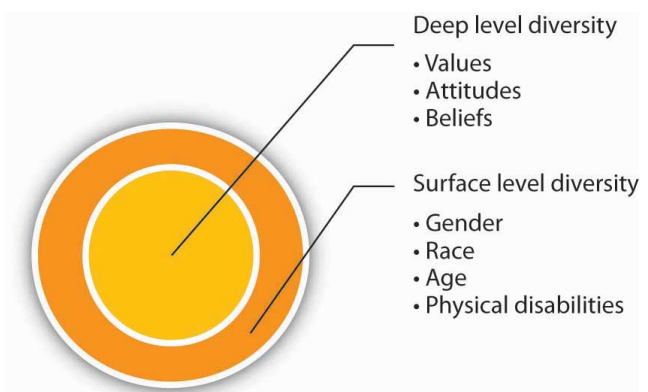 Deep level diversity
• Values
• Attitudes
• Beliefs
Surface level diversity
• Gender
• Race
• Age
• Physical disabilities